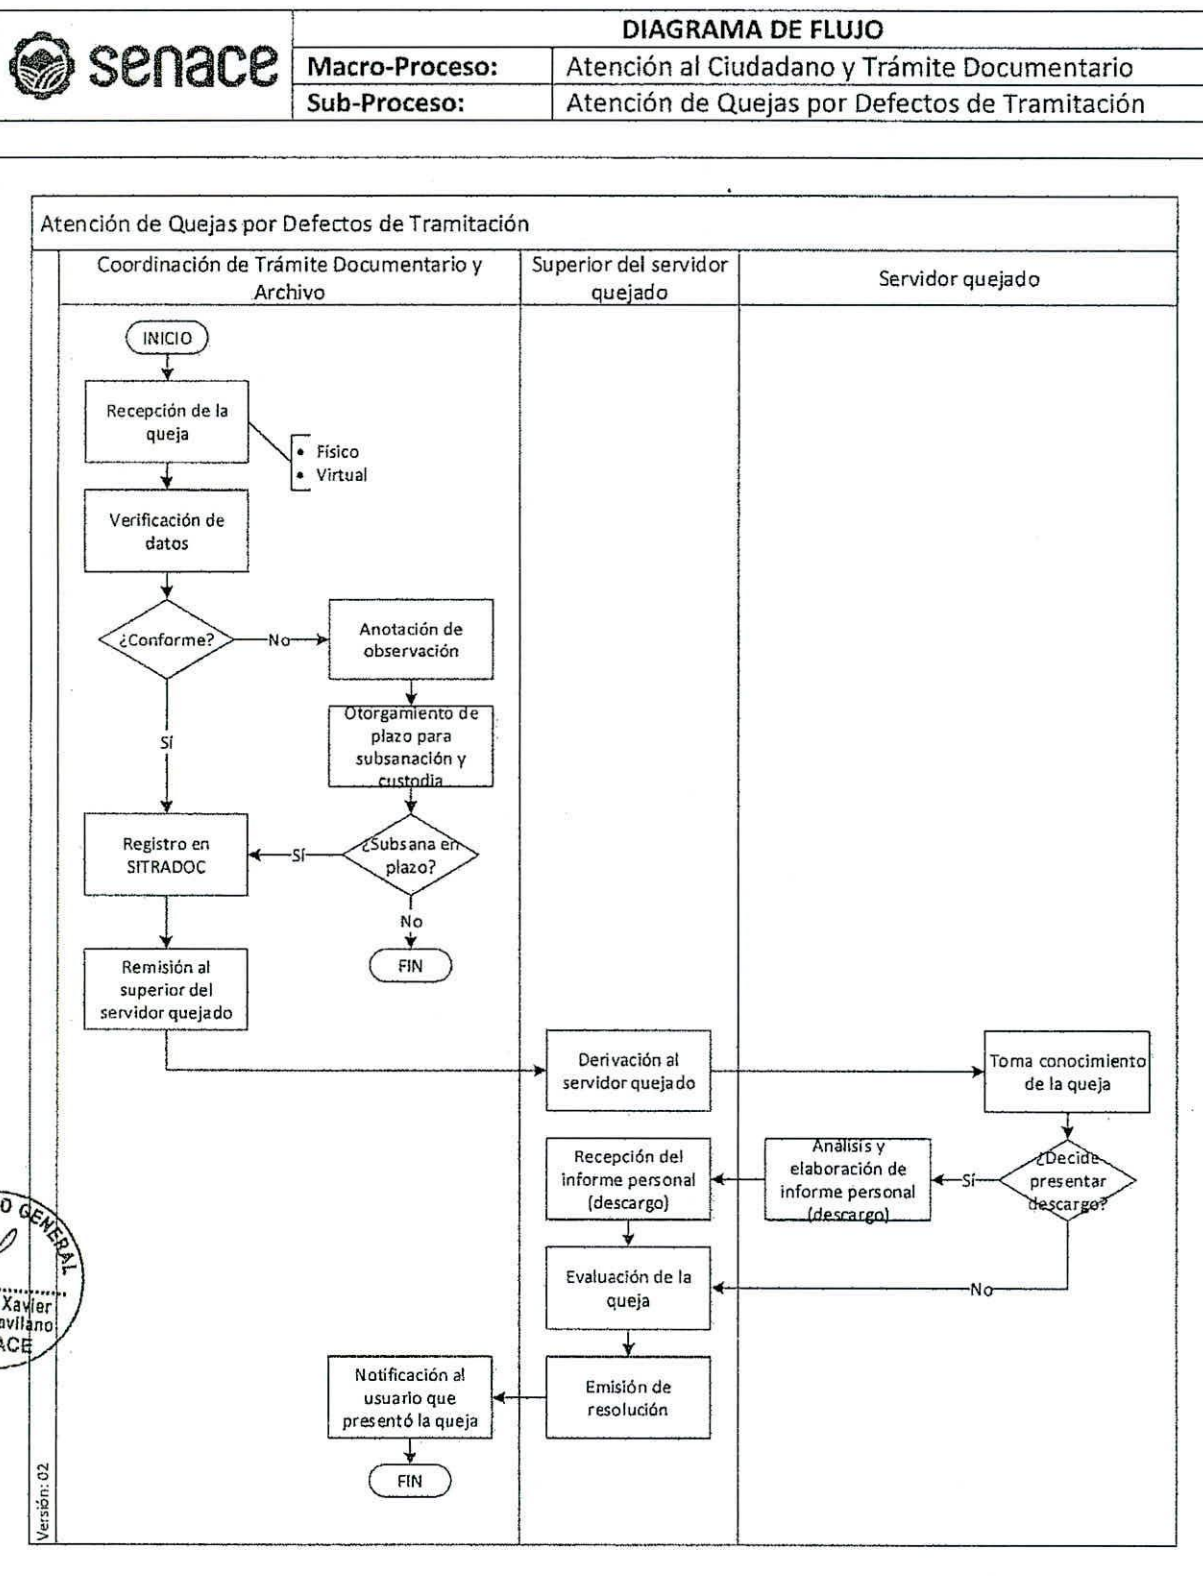 senace
DIAGRAMA DE FLUJO
Macro-Proceso:
Atención al Ciudadano y Trámite Documentario
Sub-Proceso:
Atención de Quejas por Defectos de Tramitación
Atención de Quejas por Defectos de Tramitación
Coordinación de Trámite Documentario y
Archivo
Superior del servidor
quejado
Servidor quejado
INICIO
Recepción de la
queja
• Físico
• Virtual
Verificación de
datos
¿Conforme?
No
Anotación de
observación
Otorgamiento de
plazo para
subsanación y
custodia
Sí
Registro en
SITRADOC
Sí
¿Subsana en
plazo?
No
FIN
Remisión al
superior del
servidor quejado
Derivación al
servidor quejado
Toma conocimiento
de la queja
¿Decide
presentar
descargo?
Sí
Análisis y
elaboración de
informe personal
(descargo)
Recepción del
informe personal
(descargo)
No
Evaluación de la
queja
Emisión de
resolución
Notificación al
usuario que
presentó la queja
FIN
GENERAL
Xavier
Versión: 02